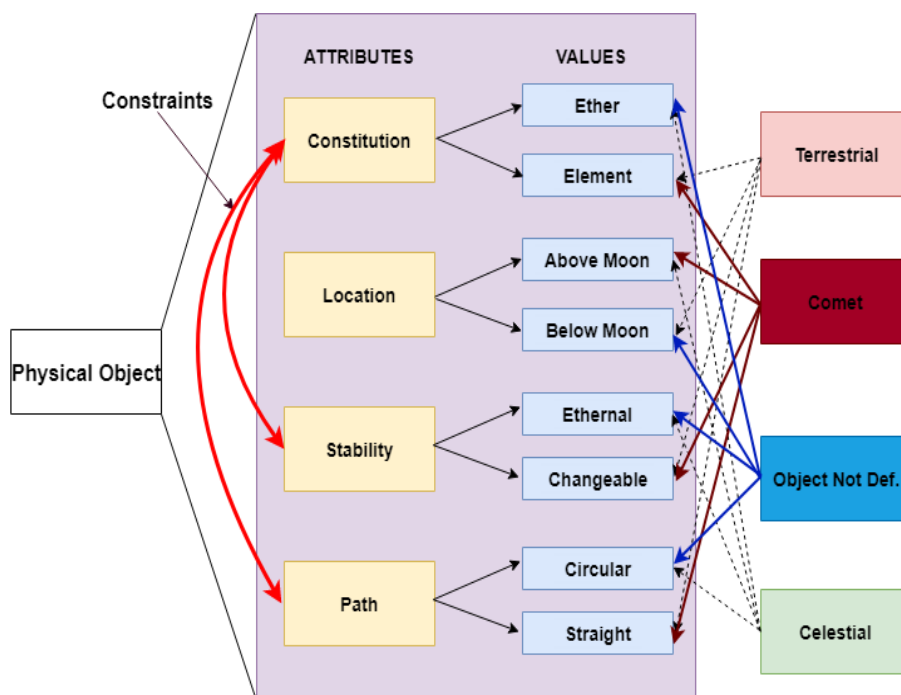 ATTRIBUTES
VALUES
Constraints
Constitution
Ether
Element
Terrestrial
Location
Above Moon
Below Moon
Comet
Physical Object
Stability
Ethernal
Changeable
Object Not Def.
Path
Circular
Straight
Celestial